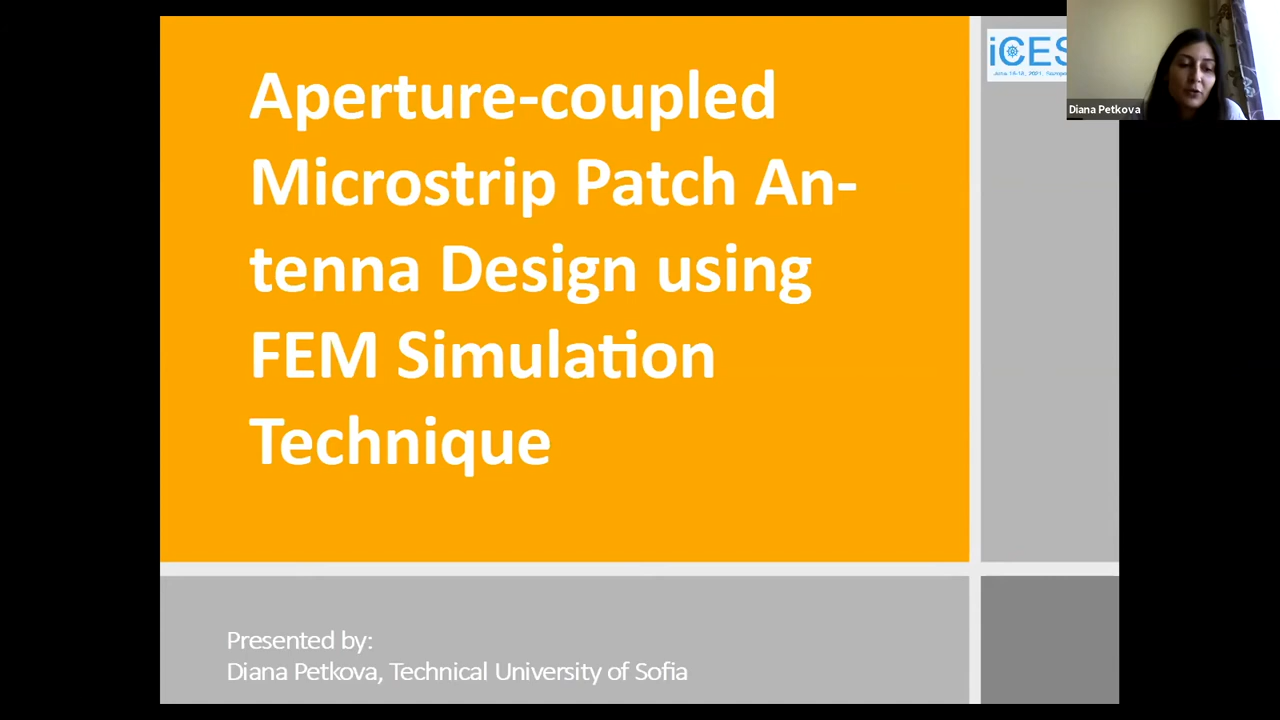 Aperture-coupled
Microstrip Patch An-
tenna Design using
FEM Simulation
Technique
iCES
Diana Petkova
Presented by:
Diana Petkova, Technical University of Sofia